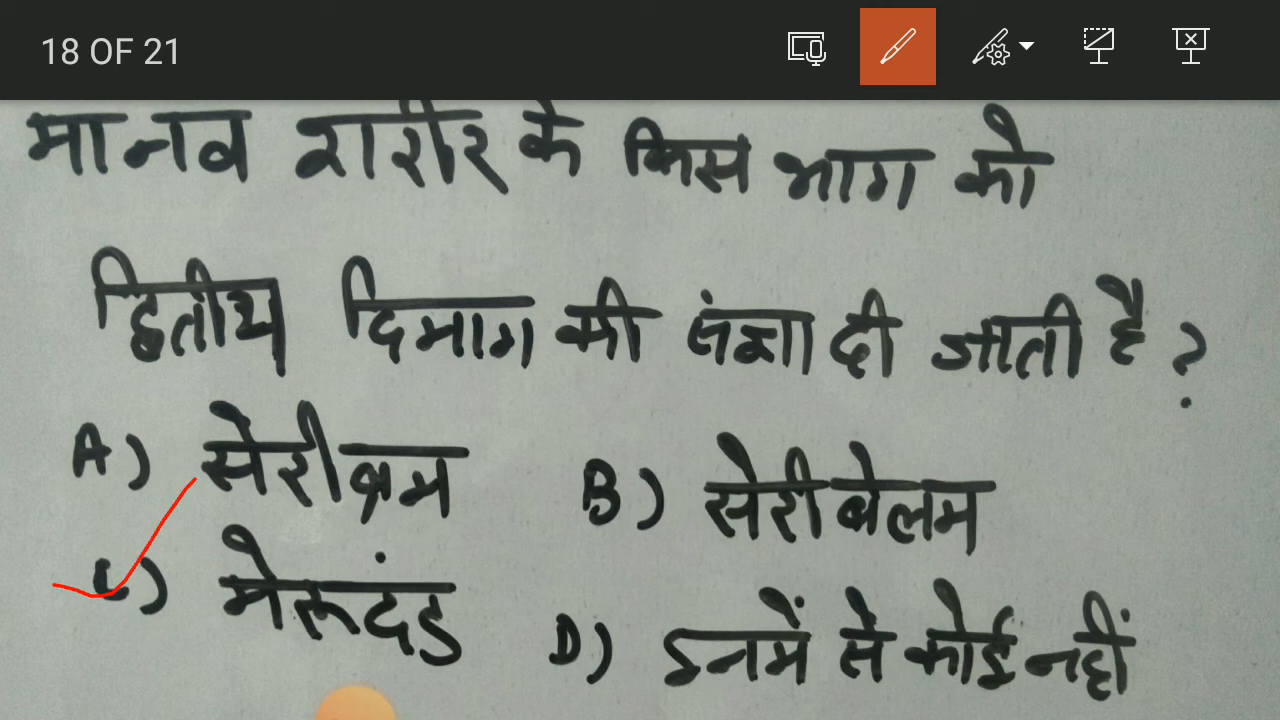 18 OF 21
मानव शरीर के किस भाग को
द्वितीय दिमाग की संज्ञा दी जाती है ?
A) सेरीब्रम B) सेरीबेलम
C) मेरूदंड D) इनमें से कोई नहीं